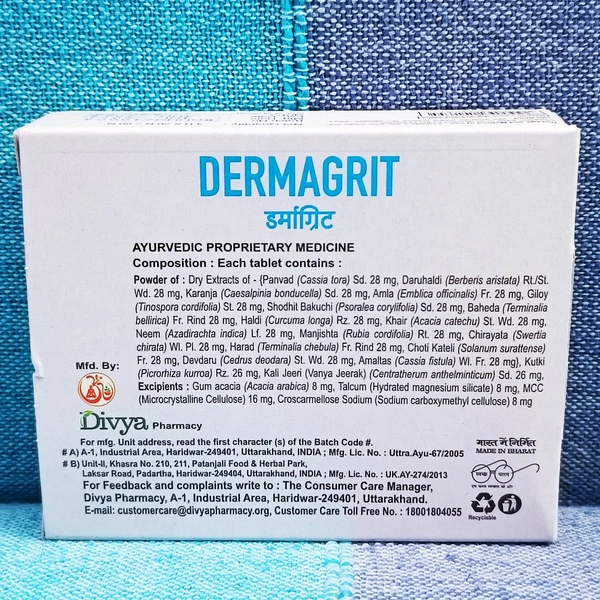 DERMAGRIT
डर्माग्रिट
AYURVEDIC PROPRIETARY MEDICINE
Composition : Each tablet contains :
Powder of : Dry Extracts of - {Panvad (Cassia tora) Sd. 28 mg, Daruhaldi (Berberis aristata) Rt./St.
Wd. 28 mg, Karanja (Caesalpinia bonducella) Sd. 28 mg, Amla (Emblica officinalis) Fr. 28 mg, Giloy
(Tinospora cordifolia) St. 28 mg, Shodhit Bakuchi (Psoralea corylifolia) Sd. 28 mg, Baheda (Terminalia
bellirica) Fr. Rind 28 mg, Haldi (Curcuma longa) Rz. 28 mg, Khair (Acacia catechu) St. Wd. 28 mg,
Neem (Azadirachta indica) Lf. 28 mg, Manjishta (Rubia cordifolia) Rt. 28 mg, Chirayata (Swertia
chirata) Wl. Pl. 28 mg, Harad (Terminalia chebula) Fr. Rind 28 mg, Choti Kateli (Solanum surattense)
Fr. 28 mg, Devdaru (Cedrus deodara) St. Wd. 28 mg, Amaltas (Cassia fistula) Wl. Fr. 28 mg}, Kutki
(Picrorhiza kurroa) Rz. 26 mg, Kali Jeeri (Vanya Jeerak) (Centratherum anthelminticum) Sd. 26 mg,
Excipients : Gum acacia (Acacia arabica) 8 mg, Talcum (Hydrated magnesium silicate) 8 mg, MCC
(Microcrystalline Cellulose) 16 mg, Croscarmellose Sodium (Sodium carboxymethyl cellulose) 8 mg
Mfd. By:
Divya Pharmacy
For mfg. Unit address, read the first character (s) of the Batch Code #.
# A) A-1, Industrial Area, Haridwar-249401, Uttarakhand, INDIA ; Mfg. Lic. No. : Uttra.Ayu-67/2005
# B) Unit-II, Khasra No. 210, 211, Patanjali Food & Herbal Park,
Laksar Road, Padartha, Haridwar-249404, Uttarakhand, INDIA ; Mfg. Lic. No. : UK.AY-274/2013
For Feedback and complaints write to : The Consumer Care Manager,
Divya Pharmacy, A-1, Industrial Area, Haridwar-249401, Uttarakhand.
E-mail: customercare@divyapharmacy.org, Customer Care Toll Free No. : 18001804055
भारत में निर्मित
MADE IN BHARAT
स्वच्छ भारत
एक कदम स्वच्छता की ओर
Recyclable